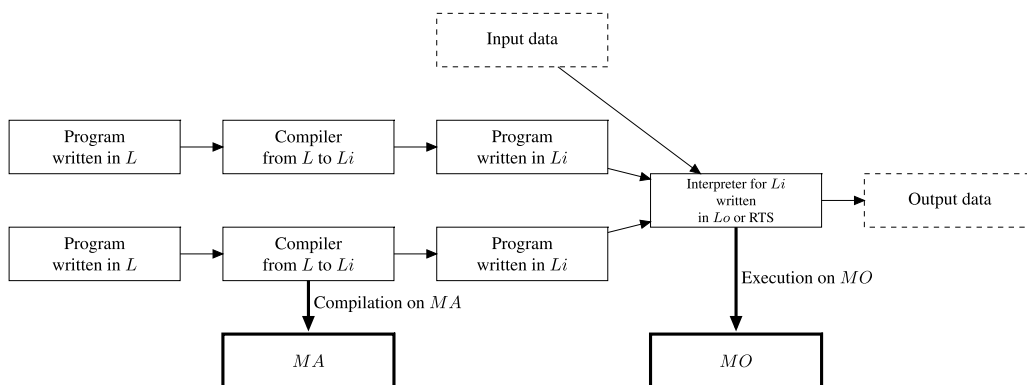 Input data
Program
written in L
Compiler
from L to Li
Program
written in Li
Interpreter for Li
written
in Lo or RTS
Output data
Program
written in L
Compiler
from L to Li
Program
written in Li
Compilation on MA
Execution on MO
MA
MO